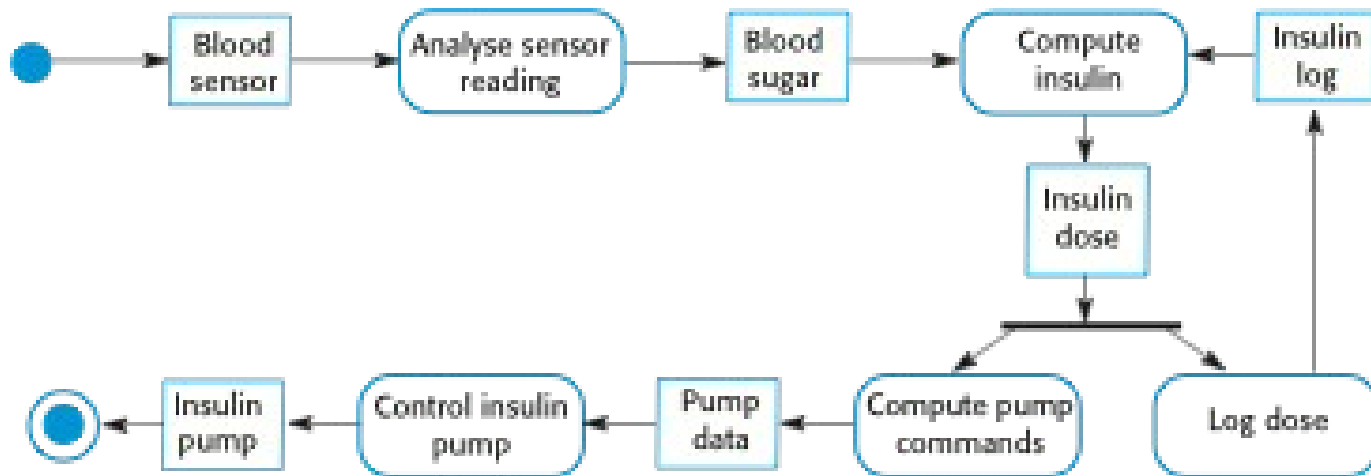 Blood
sensor
Analyse sensor
reading
Blood
sugar
Compute
insulin
Insulin
log
Insulin
dose
Insulin
pump
Control insulin
pump
Pump
data
Compute pump
commands
Log dose